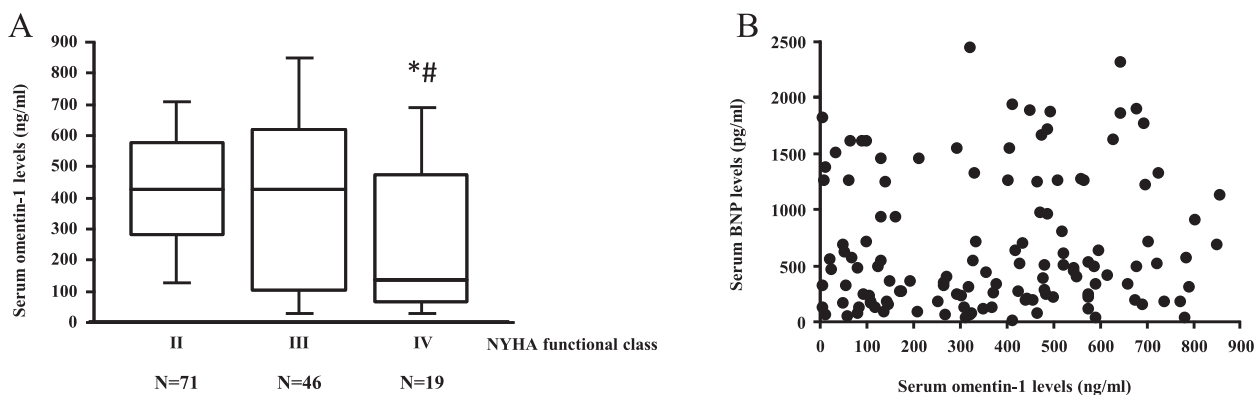 A
Serum omentin-1 levels (ng/ml)
900
800
700
600
500
400
300
200
100
0
*#
II III IV NYHA functional class
N=71 N=46 N=19
B
Serum BNP levels (pg/ml)
2500
2000
1500
1000
500
0
0 100 200 300 400 500 600 700 800 900
Serum omentin-1 levels (ng/ml)